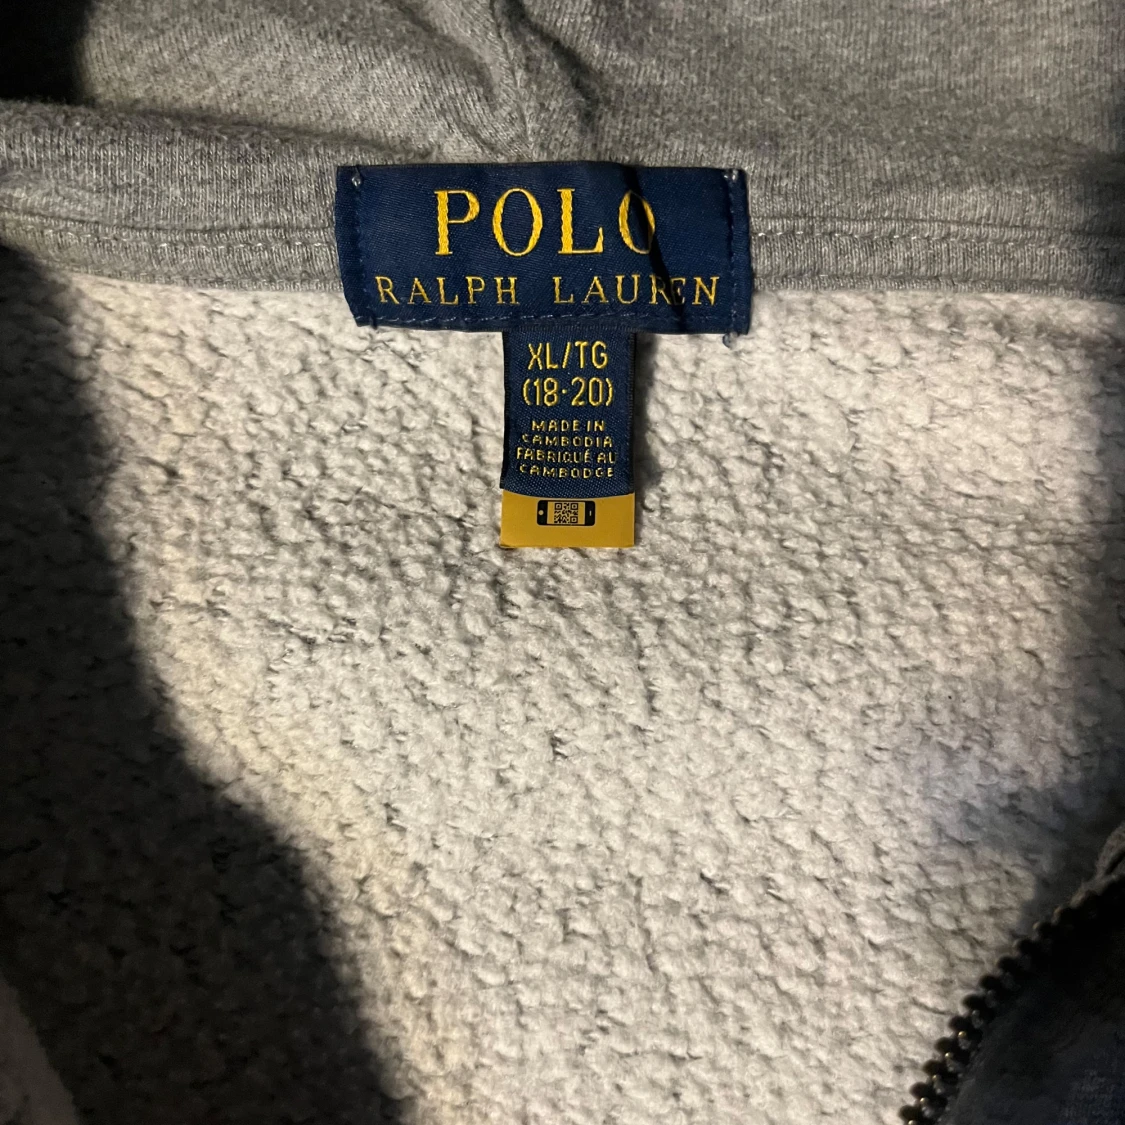 POLO
RALPH LAUREN
XL/TG
(18-20)
MADE IN
CAMBODIA
FABRIQUÉ AU
CAMBODGE